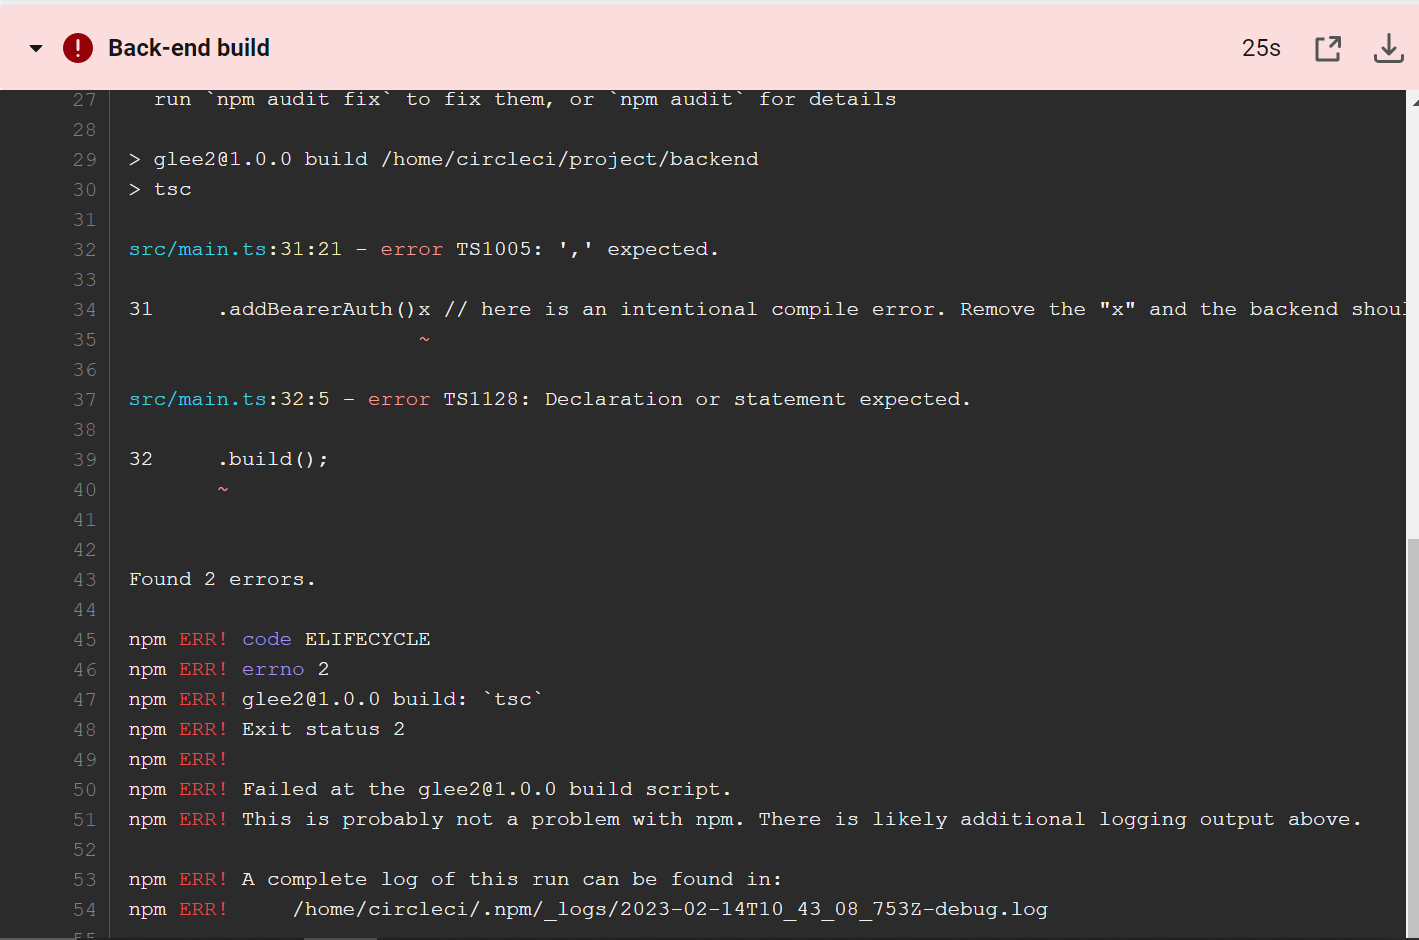 Back-end build 25s
27 run `npm audit fix` to fix them, or `npm audit` for details
28
29 > glee2@1.0.0 build /home/circleci/project/backend
30 > tsc
31
32 src/main.ts:31:21 - error TS1005: ',' expected.
33
34 31     .addBearerAuth()x // here is an intentional compile error. Remove the "x" and the backend shoul
35                        ~
36
37 src/main.ts:32:5 - error TS1128: Declaration or statement expected.
38
39 32     .build();
40        ~
41
42
43 Found 2 errors.
44
45 npm ERR! code ELIFECYCLE
46 npm ERR! errno 2
47 npm ERR! glee2@1.0.0 build: `tsc`
48 npm ERR! Exit status 2
49 npm ERR!
50 npm ERR! Failed at the glee2@1.0.0 build script.
51 npm ERR! This is probably not a problem with npm. There is likely additional logging output above.
52
53 npm ERR! A complete log of this run can be found in:
54 npm ERR!     /home/circleci/.npm/_logs/2023-02-14T10_43_08_753Z-debug.log
55